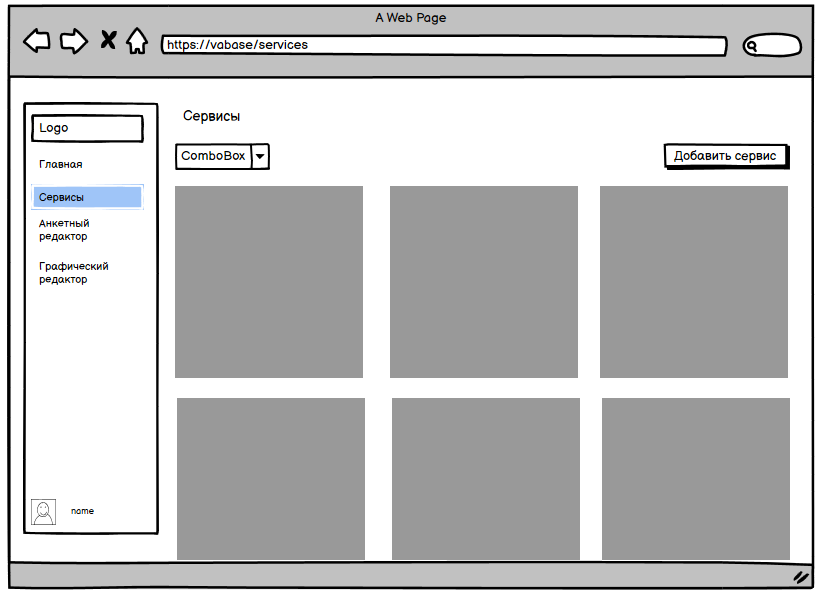 A Web Page
https://vabase/services
Logo
Главная
Сервисы
Анкетный
редактор
Графический
редактор
name
Сервисы
ComboBox
Добавить сервис